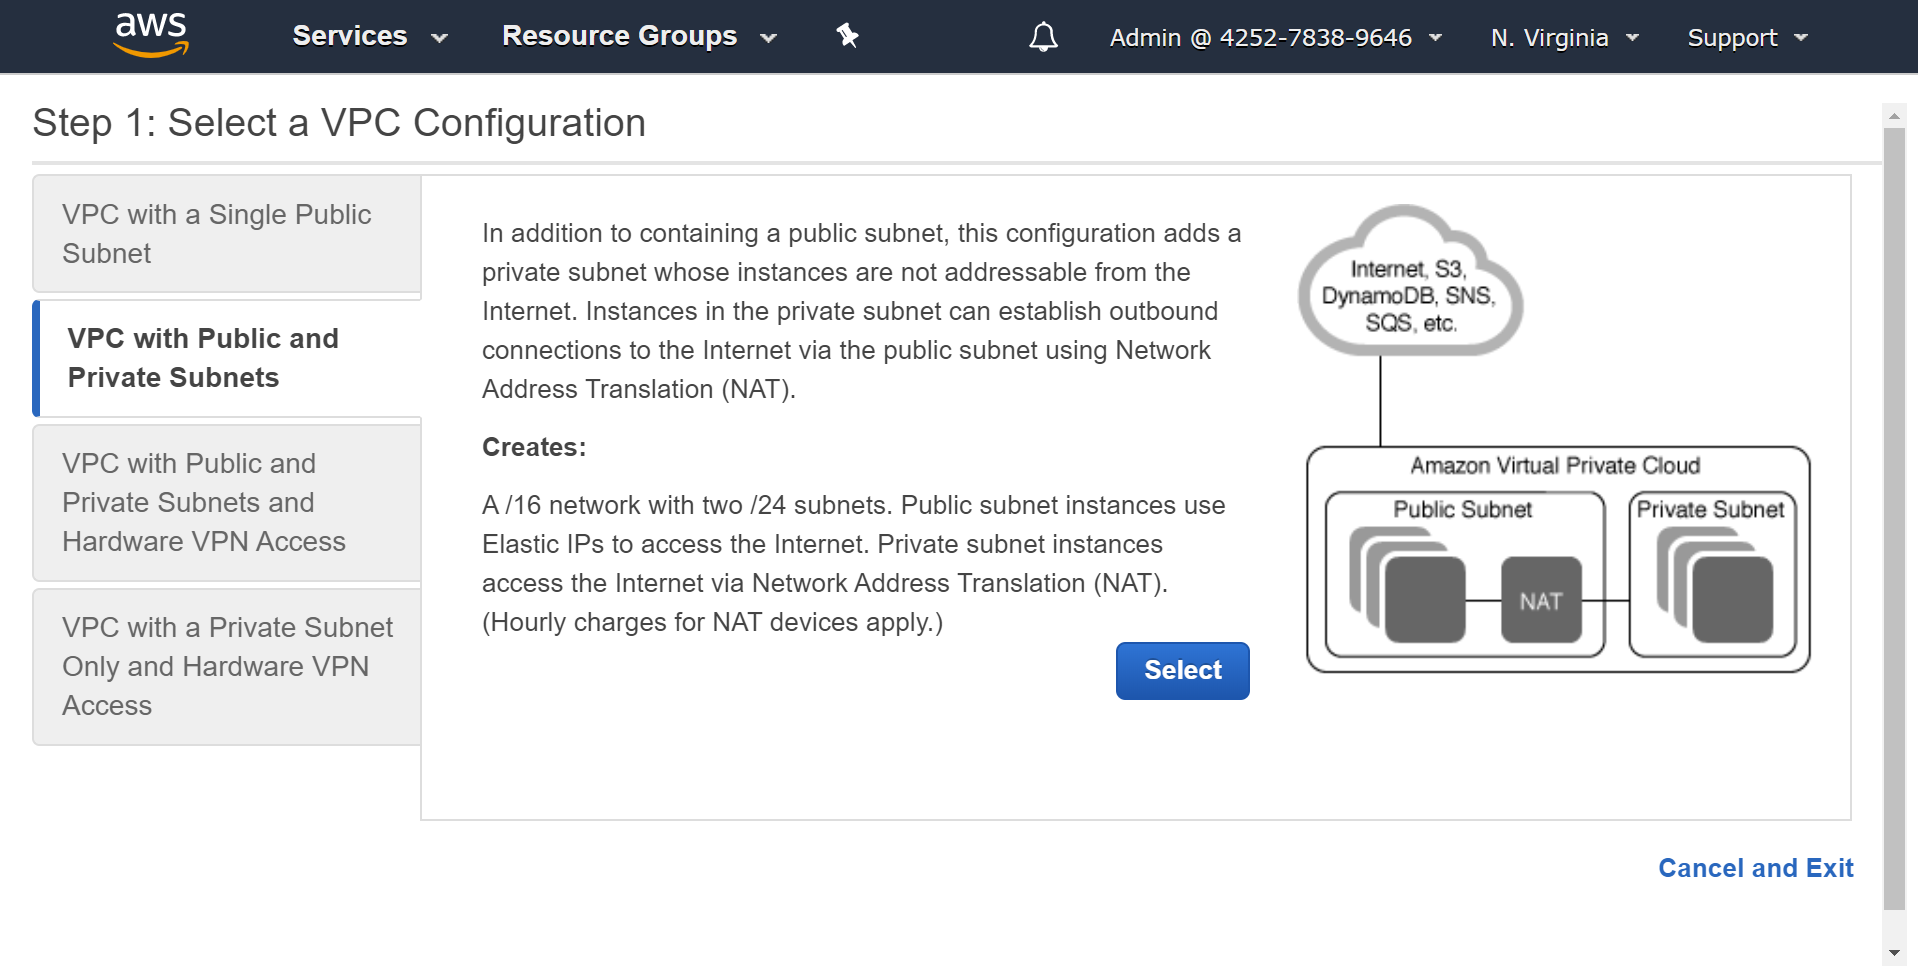 aws
Services
Resource Groups
Admin @ 4252-7838-9646
N. Virginia
Support
Step 1: Select a VPC Configuration
VPC with a Single Public
Subnet
VPC with Public and
Private Subnets
VPC with Public and
Private Subnets and
Hardware VPN Access
VPC with a Private Subnet
Only and Hardware VPN
Access
In addition to containing a public subnet, this configuration adds a
private subnet whose instances are not addressable from the
Internet. Instances in the private subnet can establish outbound
connections to the Internet via the public subnet using Network
Address Translation (NAT).
Creates:
A /16 network with two /24 subnets. Public subnet instances use
Elastic IPs to access the Internet. Private subnet instances
access the Internet via Network Address Translation (NAT).
(Hourly charges for NAT devices apply.)
Select
Internet, S3,
DynamoDB, SNS,
SQS, etc.
Amazon Virtual Private Cloud
Public Subnet
Private Subnet
NAT
Cancel and Exit